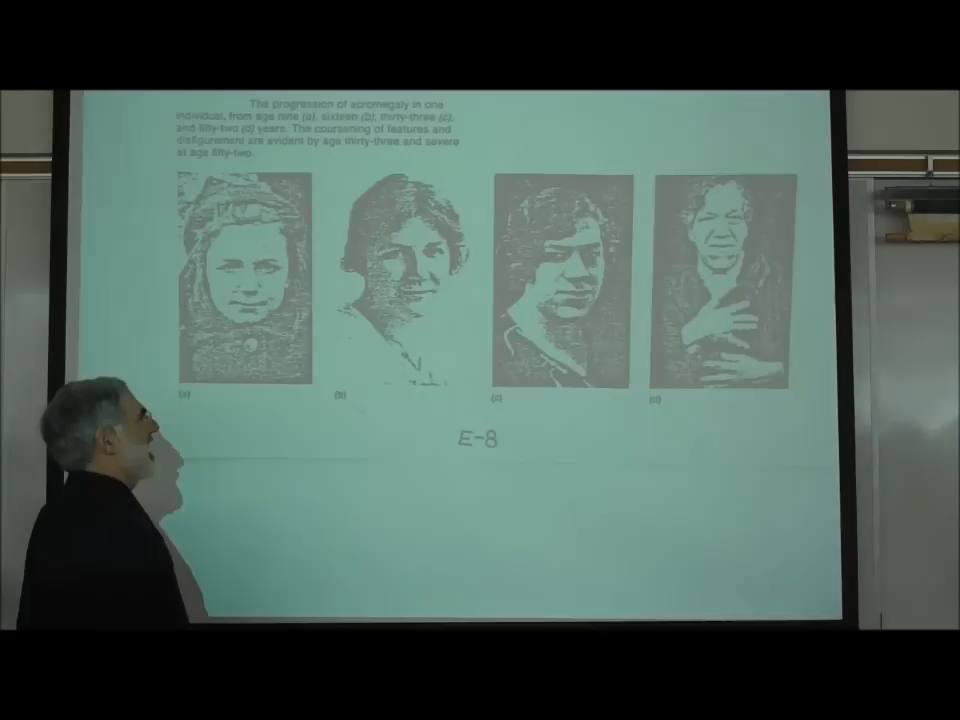 The progression of acromegaly in one
individual, from age nine (a), sixteen (b), thirty-three (c),
and fifty-two (d) years. The coursening of features and
disfigurement are evident by age thirty-three and severe
at age fifty-two.
(a) (b) (c) (d)
E-8